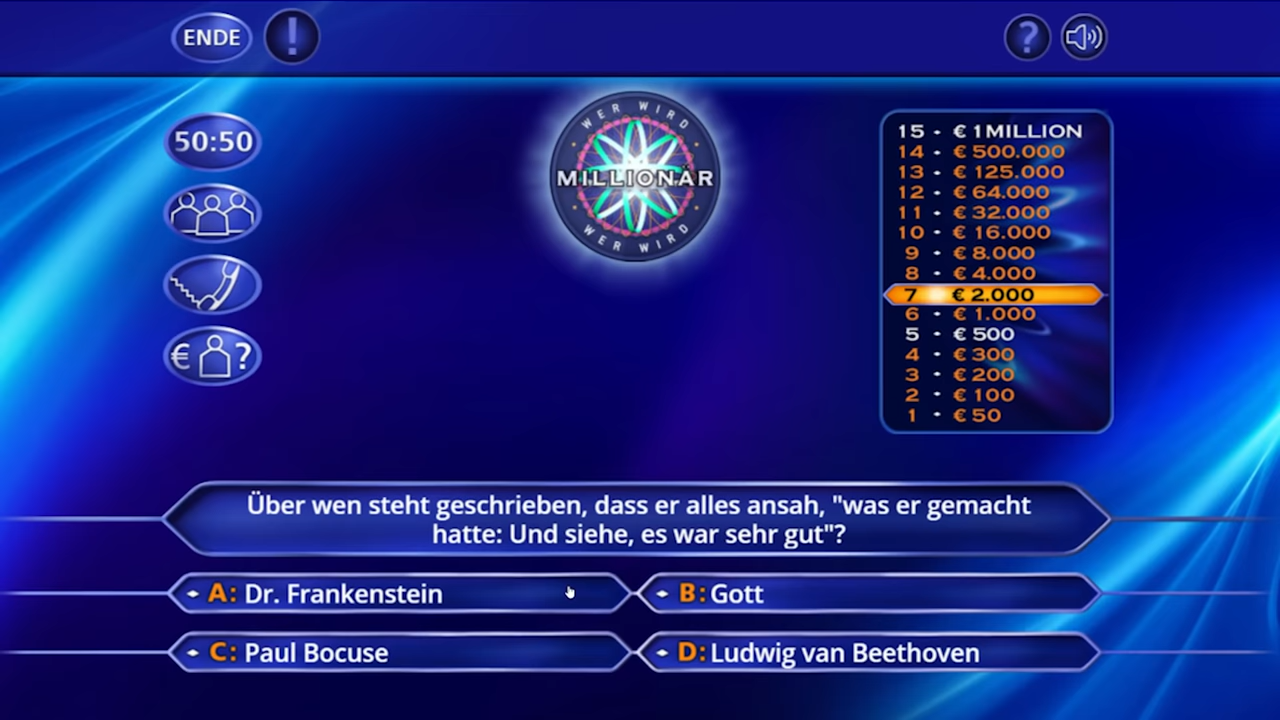 ENDE
!
?
50:50
€ ?
WER WIRD
MILLIONÄR
WER WIRD
15 • € 1 MILLION
14 • € 500.000
13 • € 125.000
12 • € 64.000
11 • € 32.000
10 • € 16.000
9 • € 8.000
8 • € 4.000
7 € 2.000
6 • € 1.000
5 • € 500
4 • € 300
3 • € 200
2 • € 100
1 • € 50
Über wen steht geschrieben, dass er alles ansah, "was er gemacht
hatte: Und siehe, es war sehr gut"?
A: Dr. Frankenstein
B: Gott
C: Paul Bocuse
D: Ludwig van Beethoven